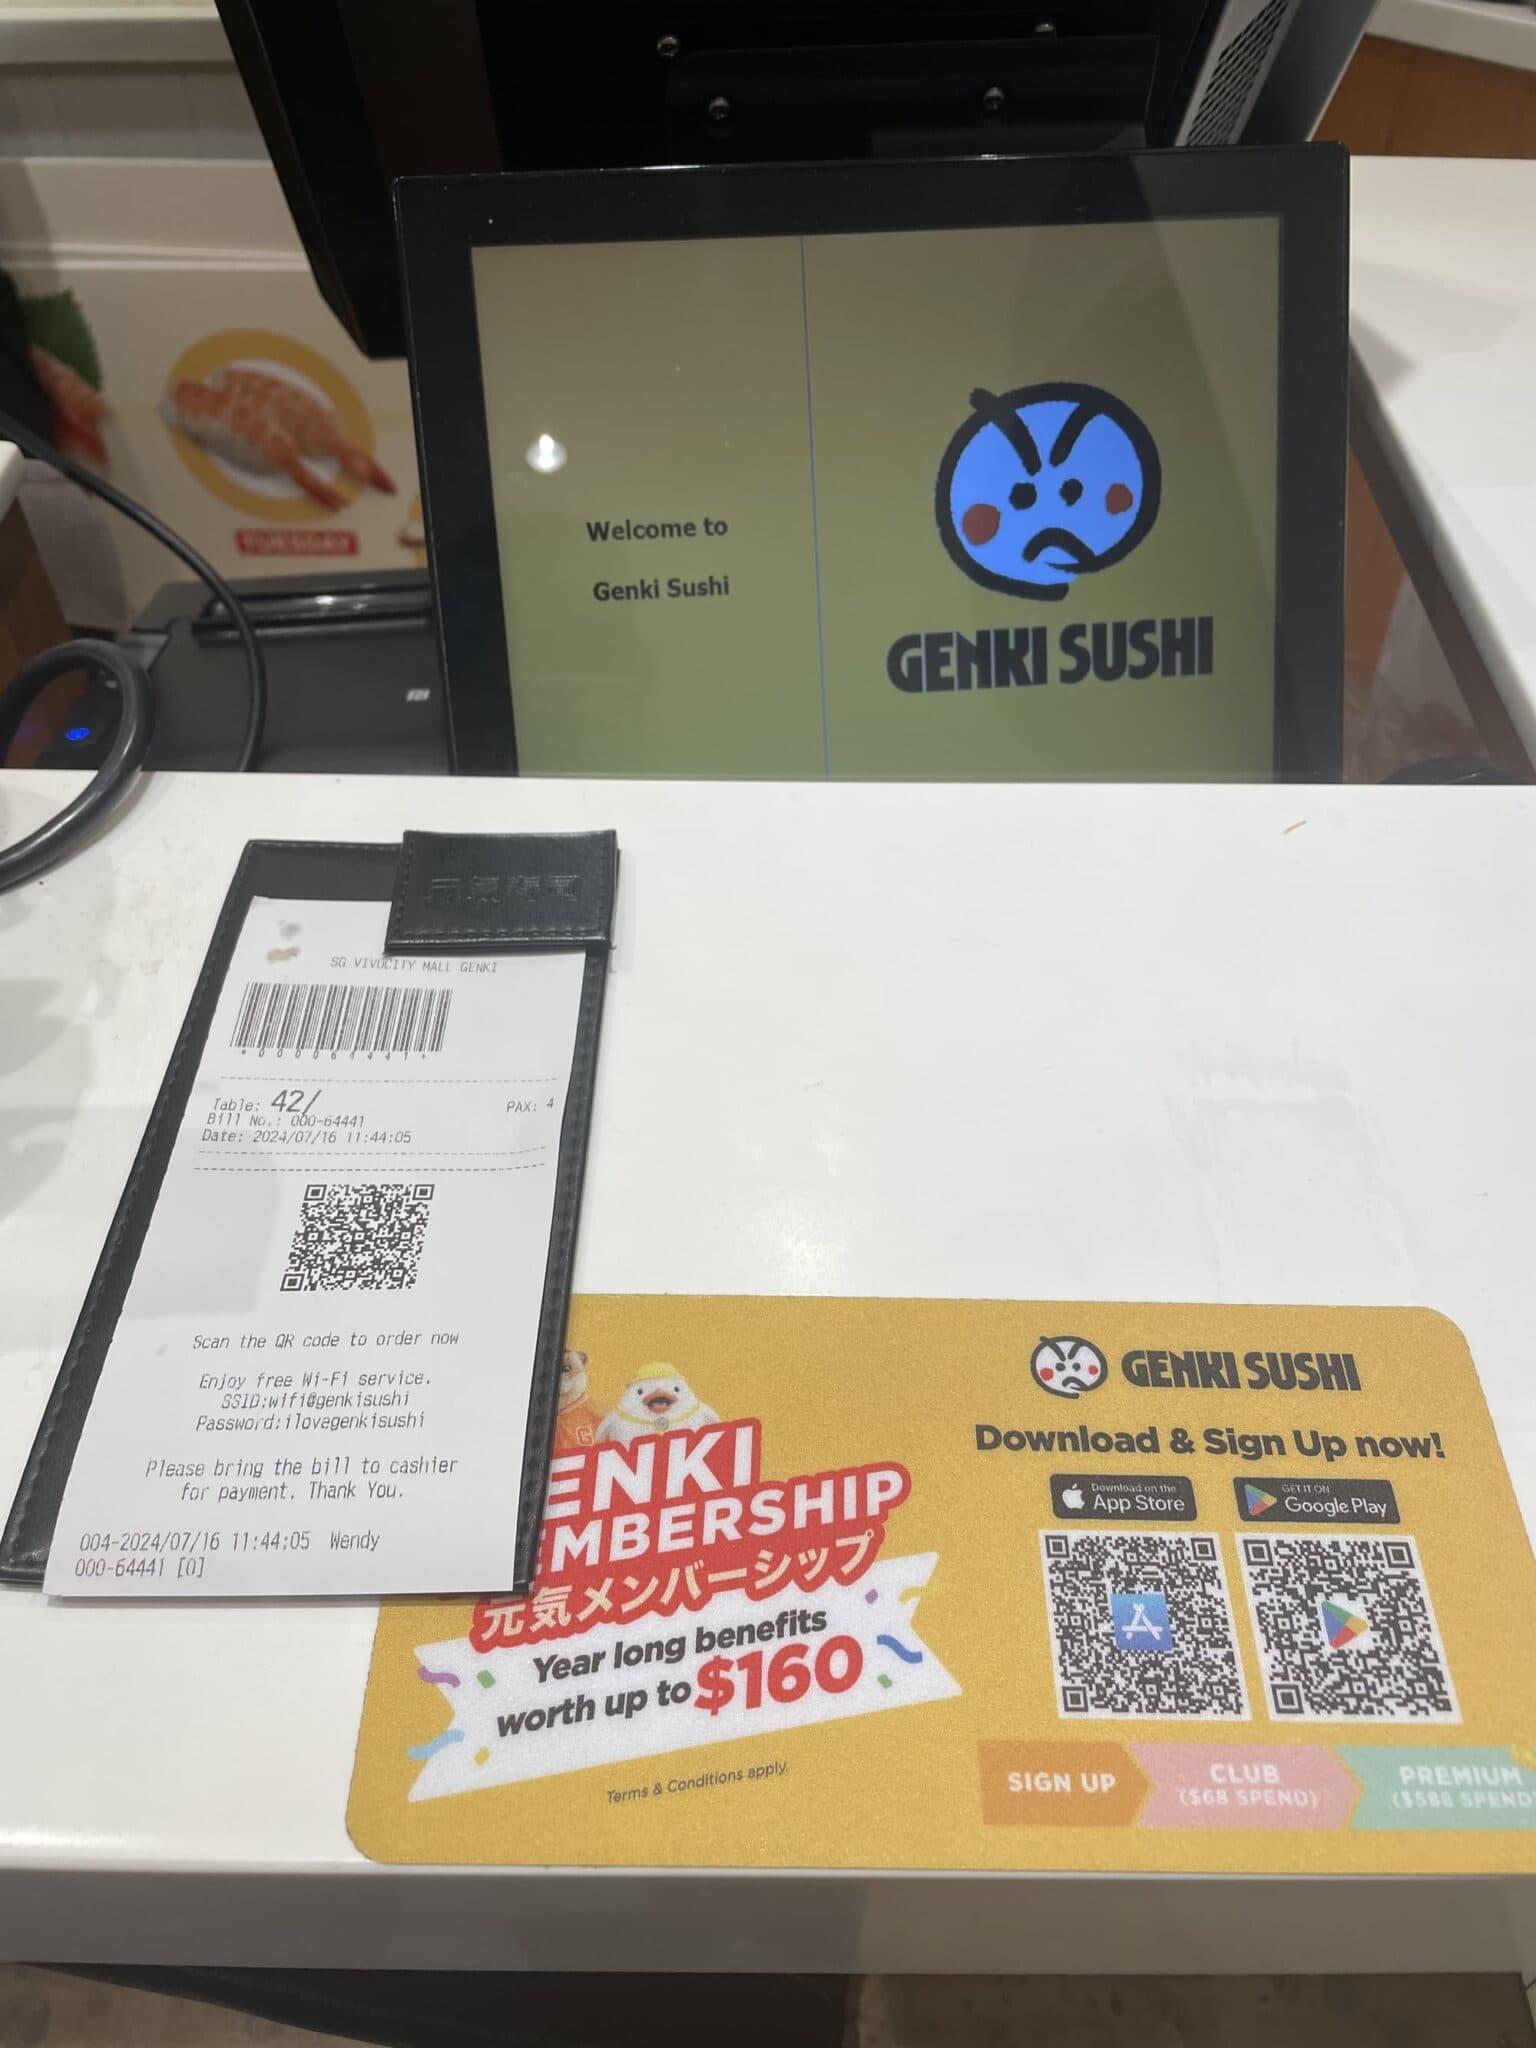 Welcome to
Genki Sushi
GENKI SUSHI
TUESDAY
SG VIVOCITY MALL GENKI
*000064441*
Table: 42/ PAX: 4
Bill No.: 000-64441
Date: 2024/07/16 11:44:05
Scan the QR code to order now
Enjoy free Wi-Fi service.
SSID:wifi@genkisushi
Password:ilovegenkisushi
Please bring the bill to cashier
for payment. Thank You.
004-2024/07/16 11:44:05 Wendy
000-64441 [0]
ENKI
EMBERSHIP
元気メンバーシップ
Year long benefits
worth up to $160
Terms & Conditions apply.
GENKI SUSHI
Download & Sign Up now!
Download on the
App Store
GET IT ON
Google Play
SIGN UP
CLUB
($68 SPEND)
PREMIUM
($588 SPEND